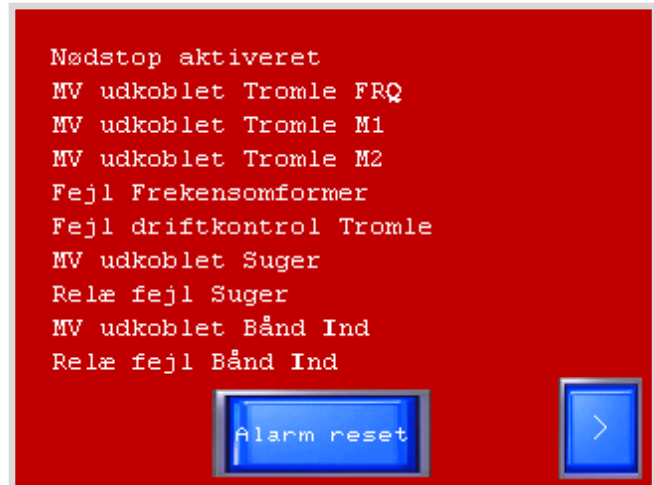 Nødstop aktiveret
MV udkoblet Tromle FRQ
MV udkoblet Tromle M1
MV udkoblet Tromle M2
Fejl Frekensomformer
Fejl driftkontrol Tromle
MV udkoblet Suger
Relæ fejl Suger
MV udkoblet Bånd Ind
Relæ fejl Bånd Ind
Alarm reset >